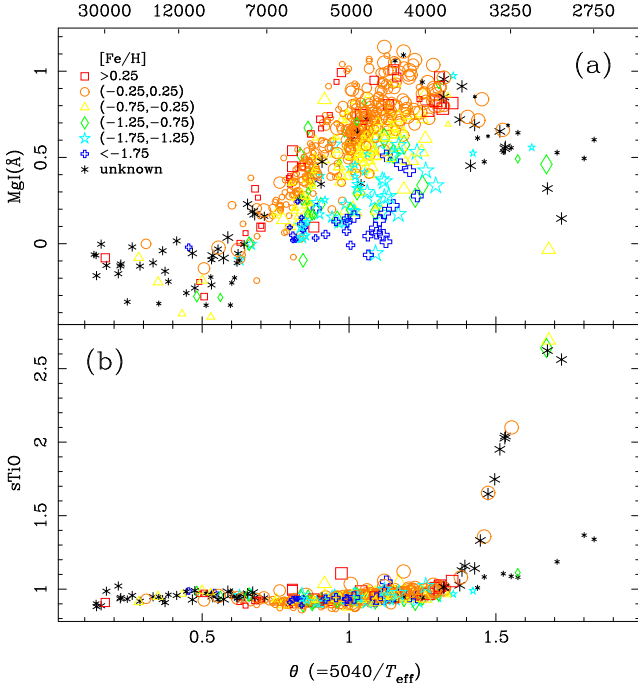 30000 12000 7000 5000 4000 3250 2750
(a)
[Fe/H]
>0.25
(−0.25,0.25)
(−0.75,−0.25)
(−1.25,−0.75)
(−1.75,−1.25)
<−1.75
unknown
1
0.5
0
MgI(Å)
(b)
2.5
2
1.5
1
sTiO
0.5 1 1.5
θ (=5040/Teff)